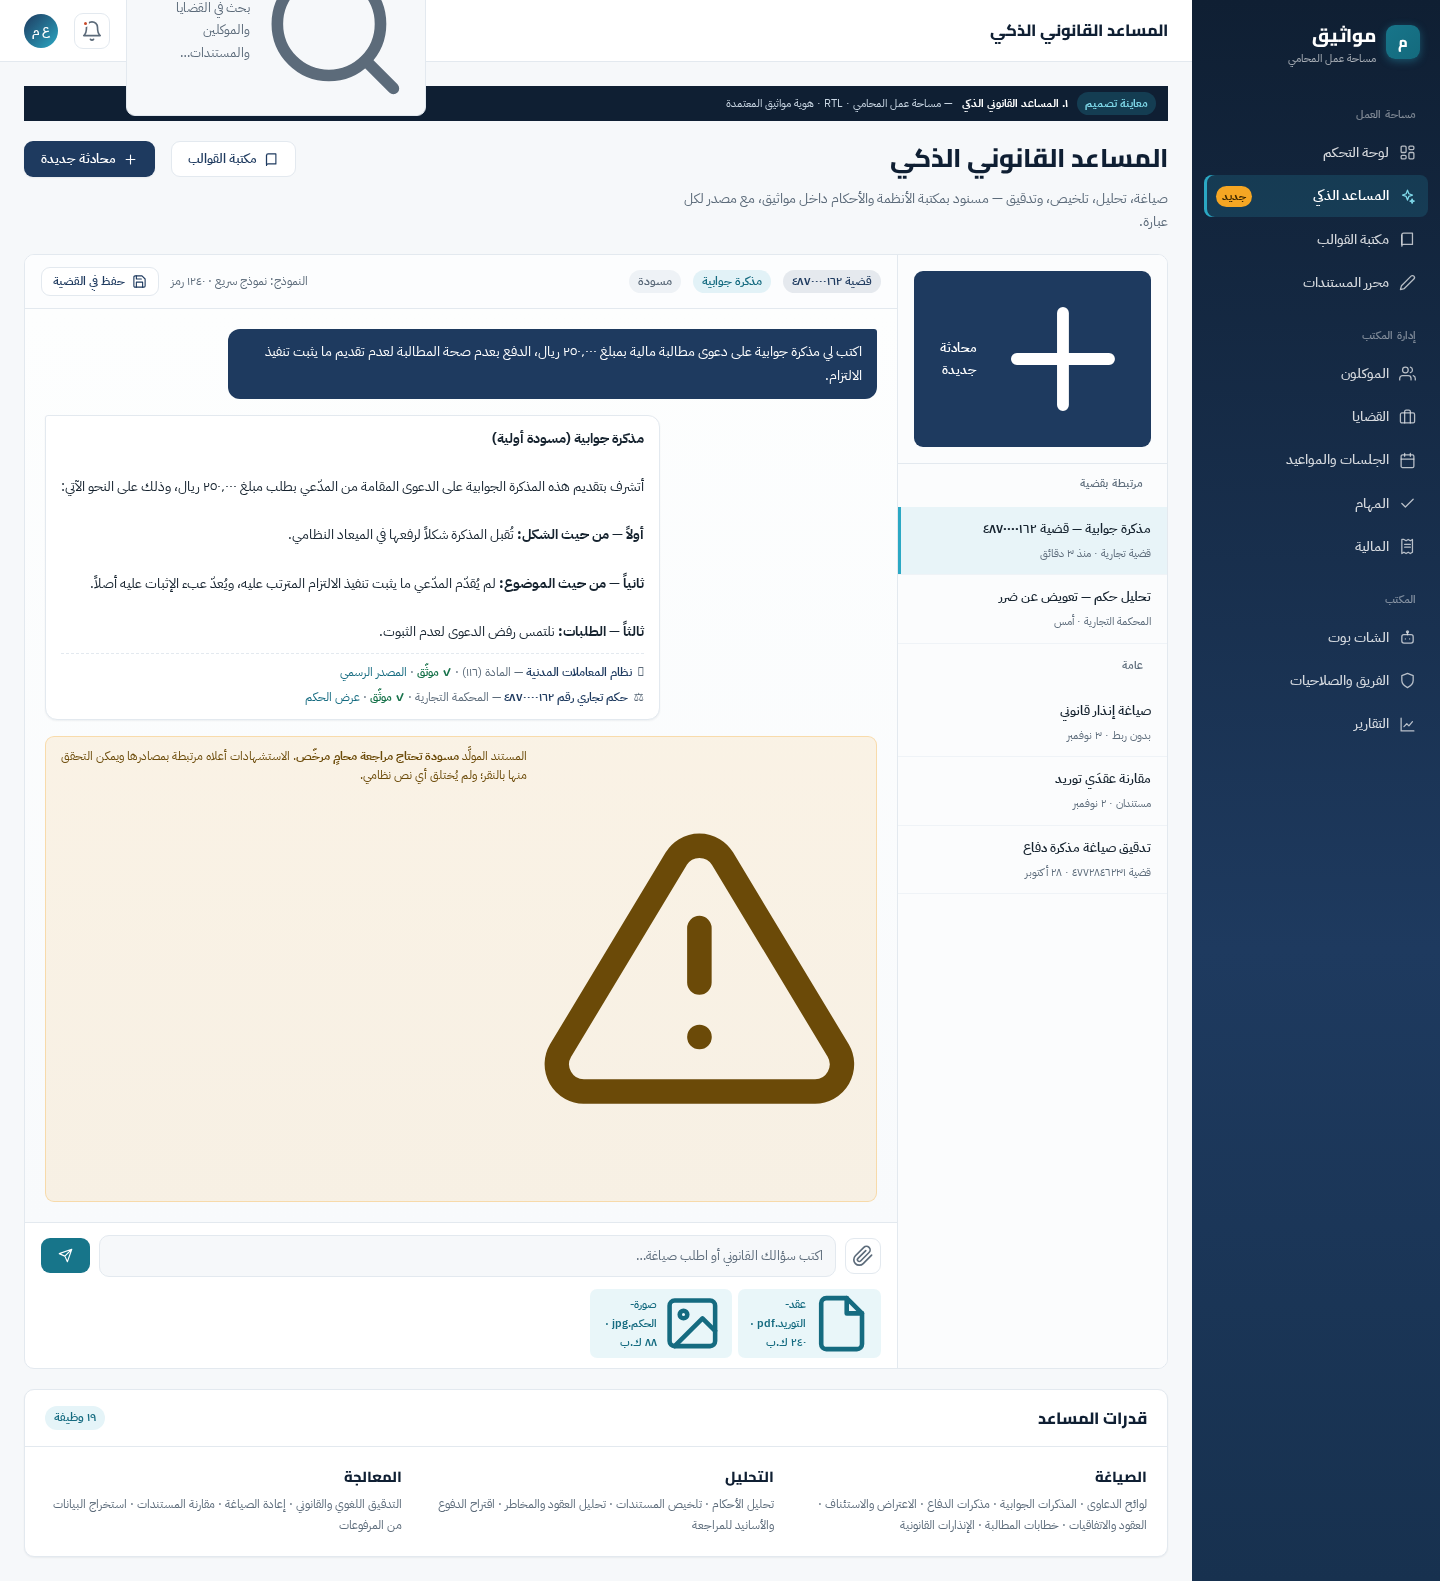 م
مواثيق
مساحة عمل المحامي
مساحة العمل
لوحة التحكم
المساعد الذكي
جديد
مكتبة القوالب
محرر المستندات
إدارة المكتب
الموكلون
القضايا
الجلسات والمواعيد
المهام
المالية
المكتب
الشات بوت
الفريق والصلاحيات
التقارير
المساعد القانوني الذكي
بحث في القضايا
والموكلين
والمستندات...
ع م
معاينة تصميم ١. المساعد القانوني الذكي — مساحة عمل المحامي · RTL · هوية مواثيق المعتمدة
المساعد القانوني الذكي
صياغة، تحليل، تلخيص، وتدقيق — مسنود بمكتبة الأنظمة والأحكام داخل مواثيق، مع مصدر لكل
عبارة.
مكتبة القوالب
محادثة جديدة
محادثة
جديدة
مرتبطة بقضية
مذكرة جوابية — قضية ٤٨٧٠٠٠٠١٦٢
قضية تجارية · منذ ٣ دقائق
تحليل حكم — تعويض عن ضرر
المحكمة التجارية · أمس
عامة
صياغة إنذار قانوني
بدون ربط · ٣ نوفمبر
مقارنة عقدَي توريد
مستندان · ٢ نوفمبر
تدقيق صياغة مذكرة دفاع
قضية ٤٧٧٢٨٤٦٢٣١ · ٢٨ أكتوبر
قضية ٤٨٧٠٠٠٠١٦٢
مذكرة جوابية
مسودة
النموذج: نموذج سريع · ١٢٤٠ رمز
حفظ في القضية
اكتب لي مذكرة جوابية على دعوى مطالبة مالية بمبلغ ٢٥٠,٠٠٠ ريال، الدفع بعدم صحة المطالبة لعدم تقديم ما يثبت تنفيذ
الالتزام.
مذكرة جوابية (مسودة أولية)
أتشرف بتقديم هذه المذكرة الجوابية على الدعوى المقامة من المدّعي بطلب مبلغ ٢٥٠,٠٠٠ ريال، وذلك على النحو الآتي:
أولاً — من حيث الشكل: تُقبل المذكرة شكلاً لرفعها في الميعاد النظامي.
ثانياً — من حيث الموضوع: لم يُقدّم المدّعي ما يثبت تنفيذ الالتزام المترتب عليه، ويُعدّ عبء الإثبات عليه أصلاً.
ثالثاً — الطلبات: نلتمس رفض الدعوى لعدم الثبوت.
نظام المعاملات المدنية — المادة (١١٦) · ✓ موثّق · المصدر الرسمي
⚖ حكم تجاري رقم ٤٨٧٠٠٠٠١٦٢ — المحكمة التجارية · ✓ موثّق · عرض الحكم
المستند المولَّد مسودة تحتاج مراجعة محامٍ مرخّص. الاستشهادات أعلاه مرتبطة بمصادرها ويمكن التحقق
منها بالنقر؛ ولم يُختلق أي نص نظامي.
اكتب سؤالك القانوني أو اطلب صياغة...
عقد-
التوريد.pdf ·
٢٤٠ ك.ب
صورة-
الحكم.jpg ·
٨٨ ك.ب
قدرات المساعد
١٩ وظيفة
الصياغة
لوائح الدعاوى · المذكرات الجوابية · مذكرات الدفاع · الاعتراض والاستئناف ·
العقود والاتفاقيات · خطابات المطالبة · الإنذارات القانونية
التحليل
تحليل الأحكام · تلخيص المستندات · تحليل العقود والمخاطر · اقتراح الدفوع
والأسانيد للمراجعة
المعالجة
التدقيق اللغوي والقانوني · إعادة الصياغة · مقارنة المستندات · استخراج البيانات
من المرفوعات